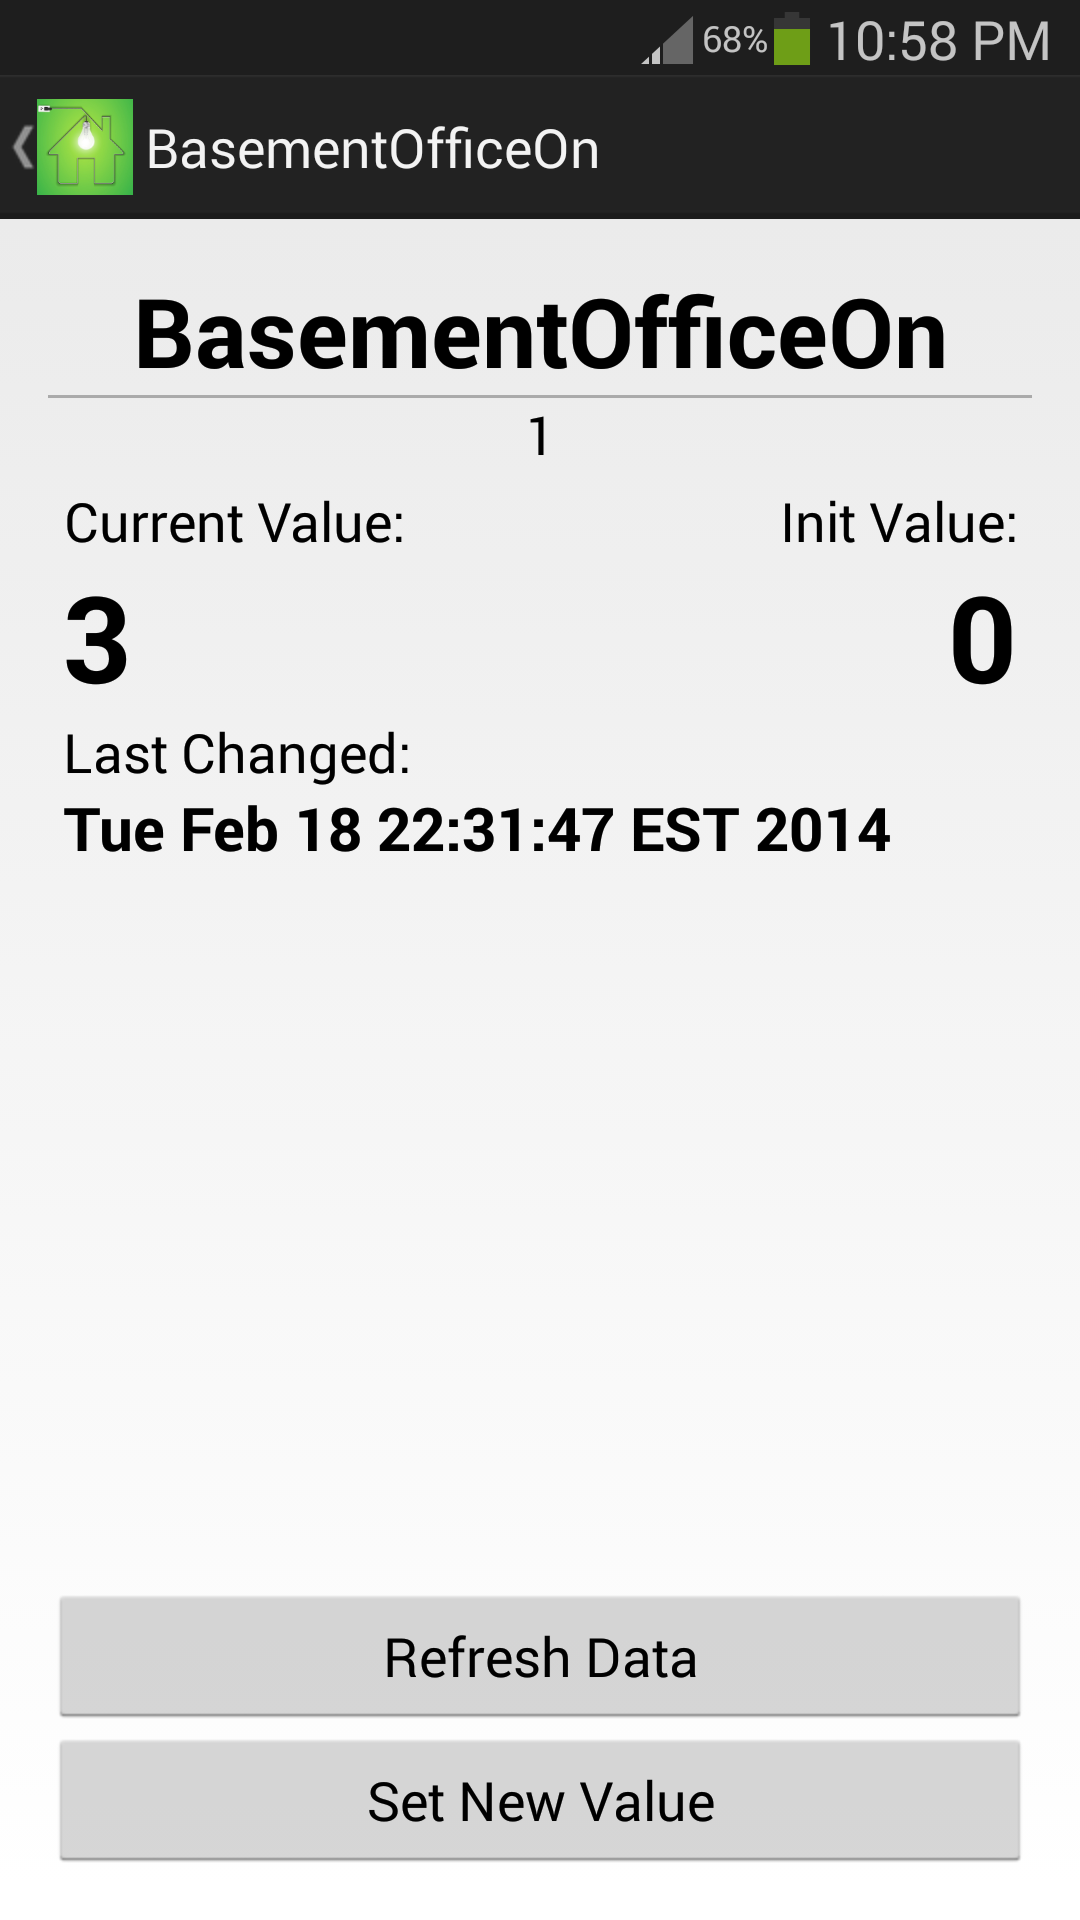 68% 10:58 PM
BasementOfficeOn
BasementOfficeOn
1
Current Value: Init Value:
3 0
Last Changed:
Tue Feb 18 22:31:47 EST 2014
Refresh Data
Set New Value